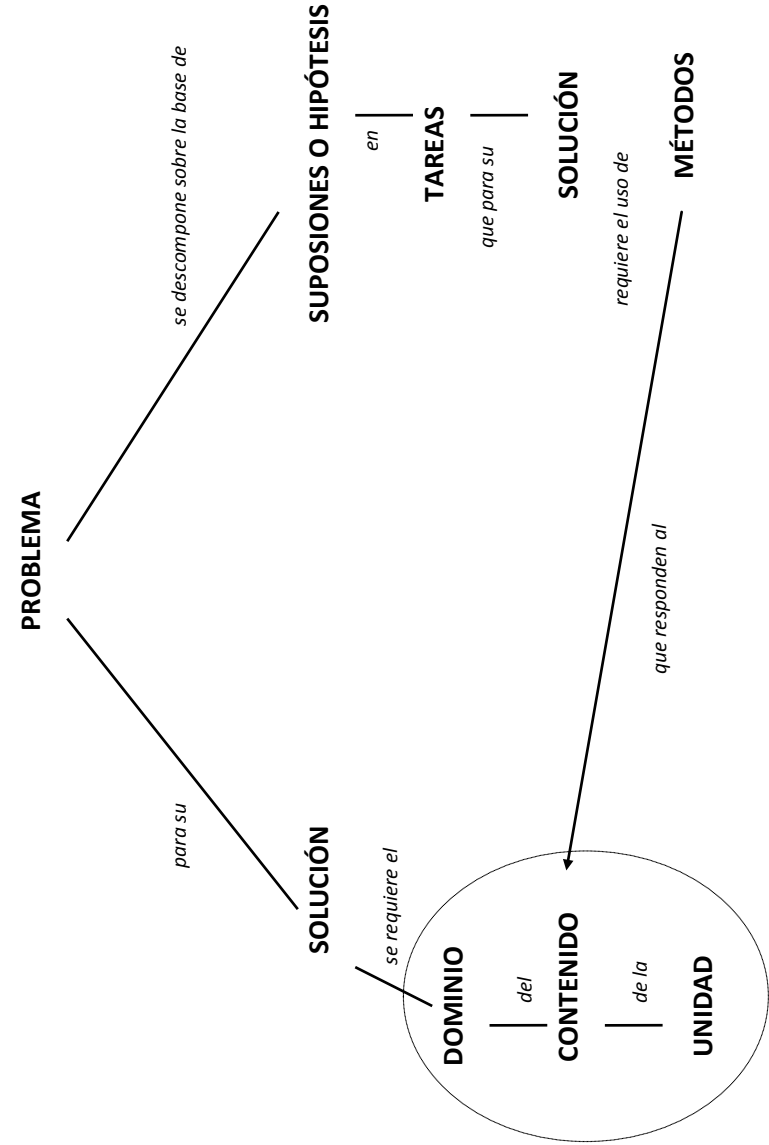 PROBLEMA
para su
se descompone sobre la base de
SOLUCIÓN
SUPOSIONES O HIPÓTESIS
se requiere el
en
DOMINIO
TAREAS
del
que para su
CONTENIDO
SOLUCIÓN
de la
requiere el uso de
que responden al
UNIDAD
MÉTODOS